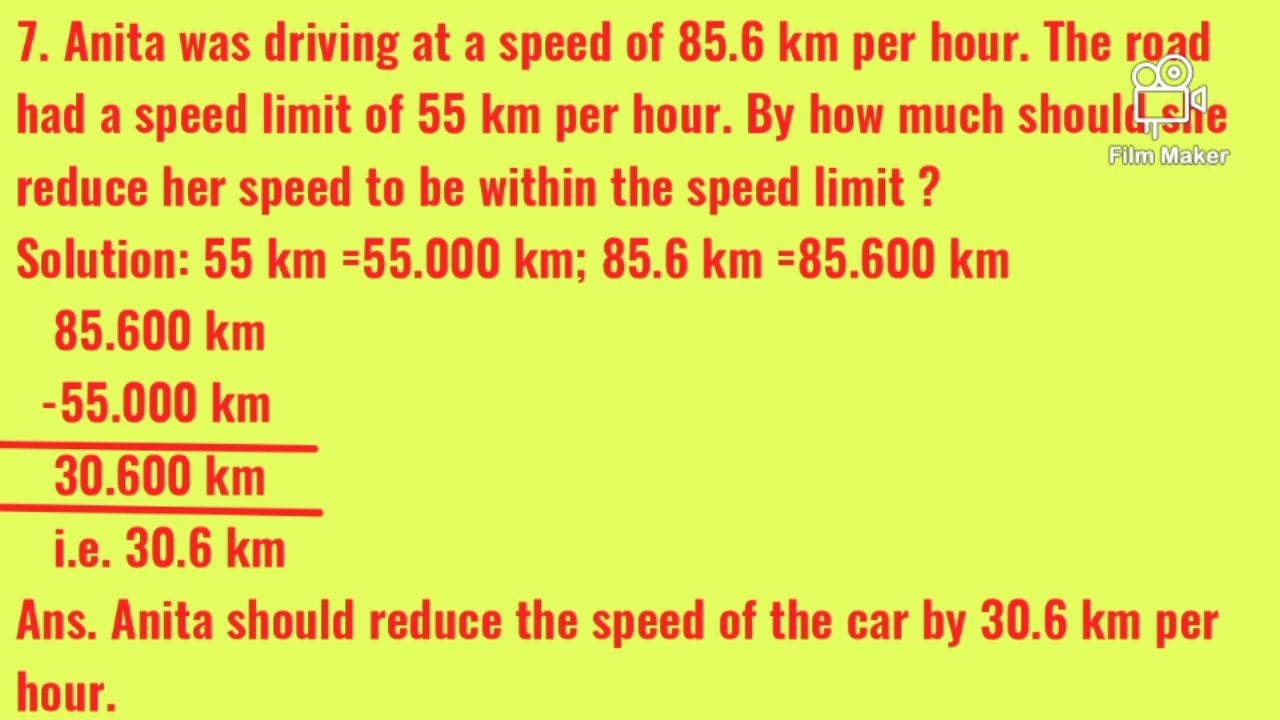 7. Anita was driving at a speed of 85.6 km per hour. The road
had a speed limit of 55 km per hour. By how much should she
reduce her speed to be within the speed limit ?
Solution: 55 km =55.000 km; 85.6 km =85.600 km
85.600 km
-55.000 km
30.600 km
i.e. 30.6 km
Ans. Anita should reduce the speed of the car by 30.6 km per
hour.
Film Maker